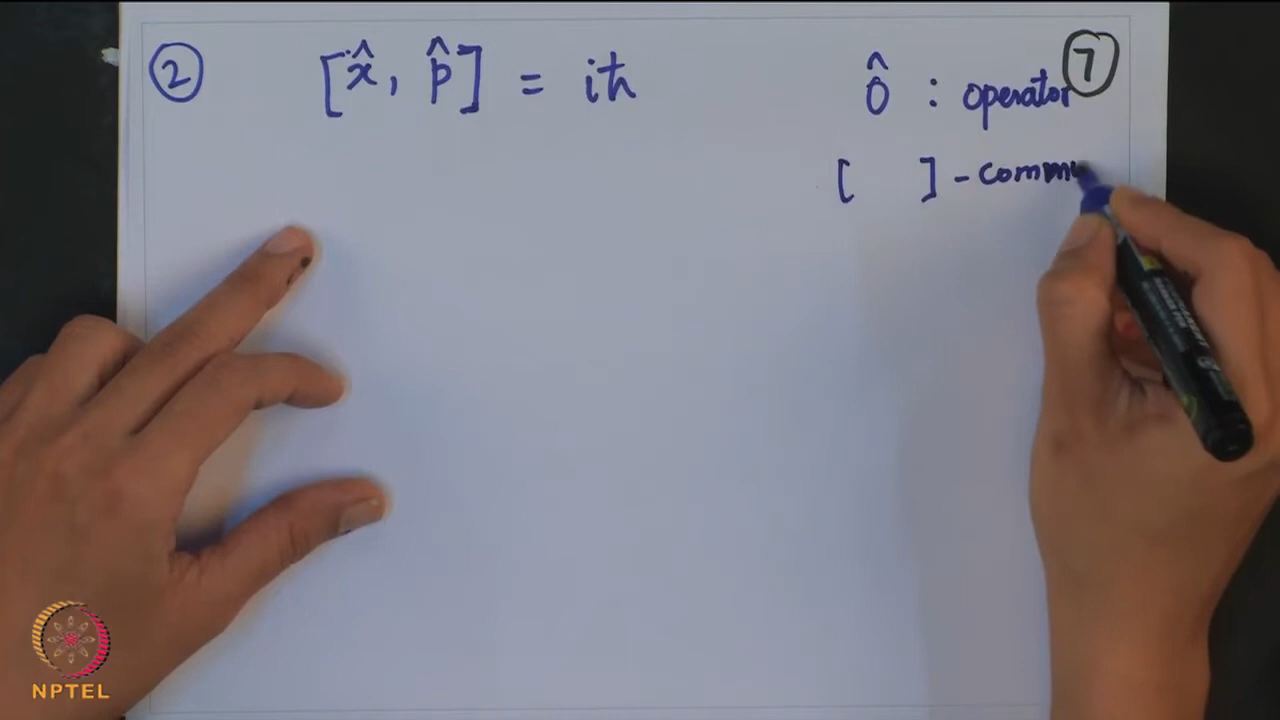 ② [x̂, p̂] = iħ
Ô : operator ⑦
[ ] - commu
NPTEL